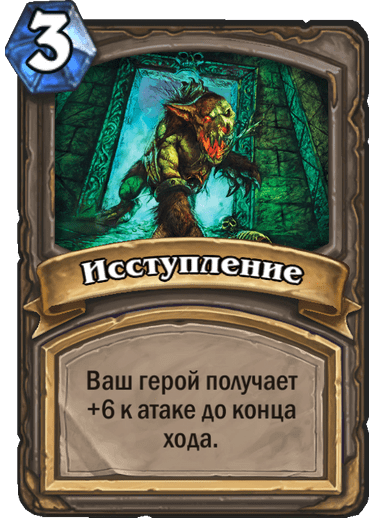 3
Исступление
Ваш герой получает
+6 к атаке до конца
хода.